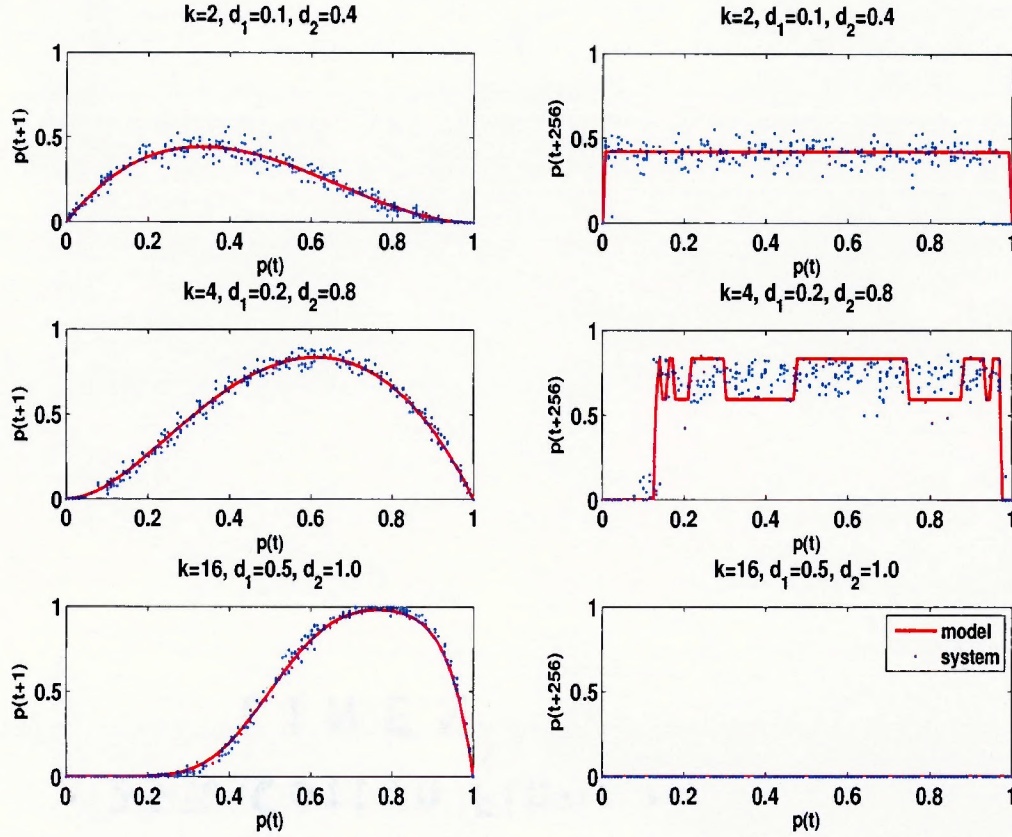 k=2, d1=0.1, d2=0.4
k=2, d1=0.1, d2=0.4
1
0.5
0
p(t+1)
0 0.2 0.4 0.6 0.8 1
p(t)
1
0.5
0
p(t+256)
0 0.2 0.4 0.6 0.8 1
p(t)
k=4, d1=0.2, d2=0.8
k=4, d1=0.2, d2=0.8
1
0.5
0
p(t+1)
0 0.2 0.4 0.6 0.8 1
p(t)
1
0.5
0
p(t+256)
0 0.2 0.4 0.6 0.8 1
p(t)
k=16, d1=0.5, d2=1.0
k=16, d1=0.5, d2=1.0
1
0.5
0
p(t+1)
0 0.2 0.4 0.6 0.8 1
p(t)
1
0.5
0
p(t+256)
model
system
0 0.2 0.4 0.6 0.8 1
p(t)